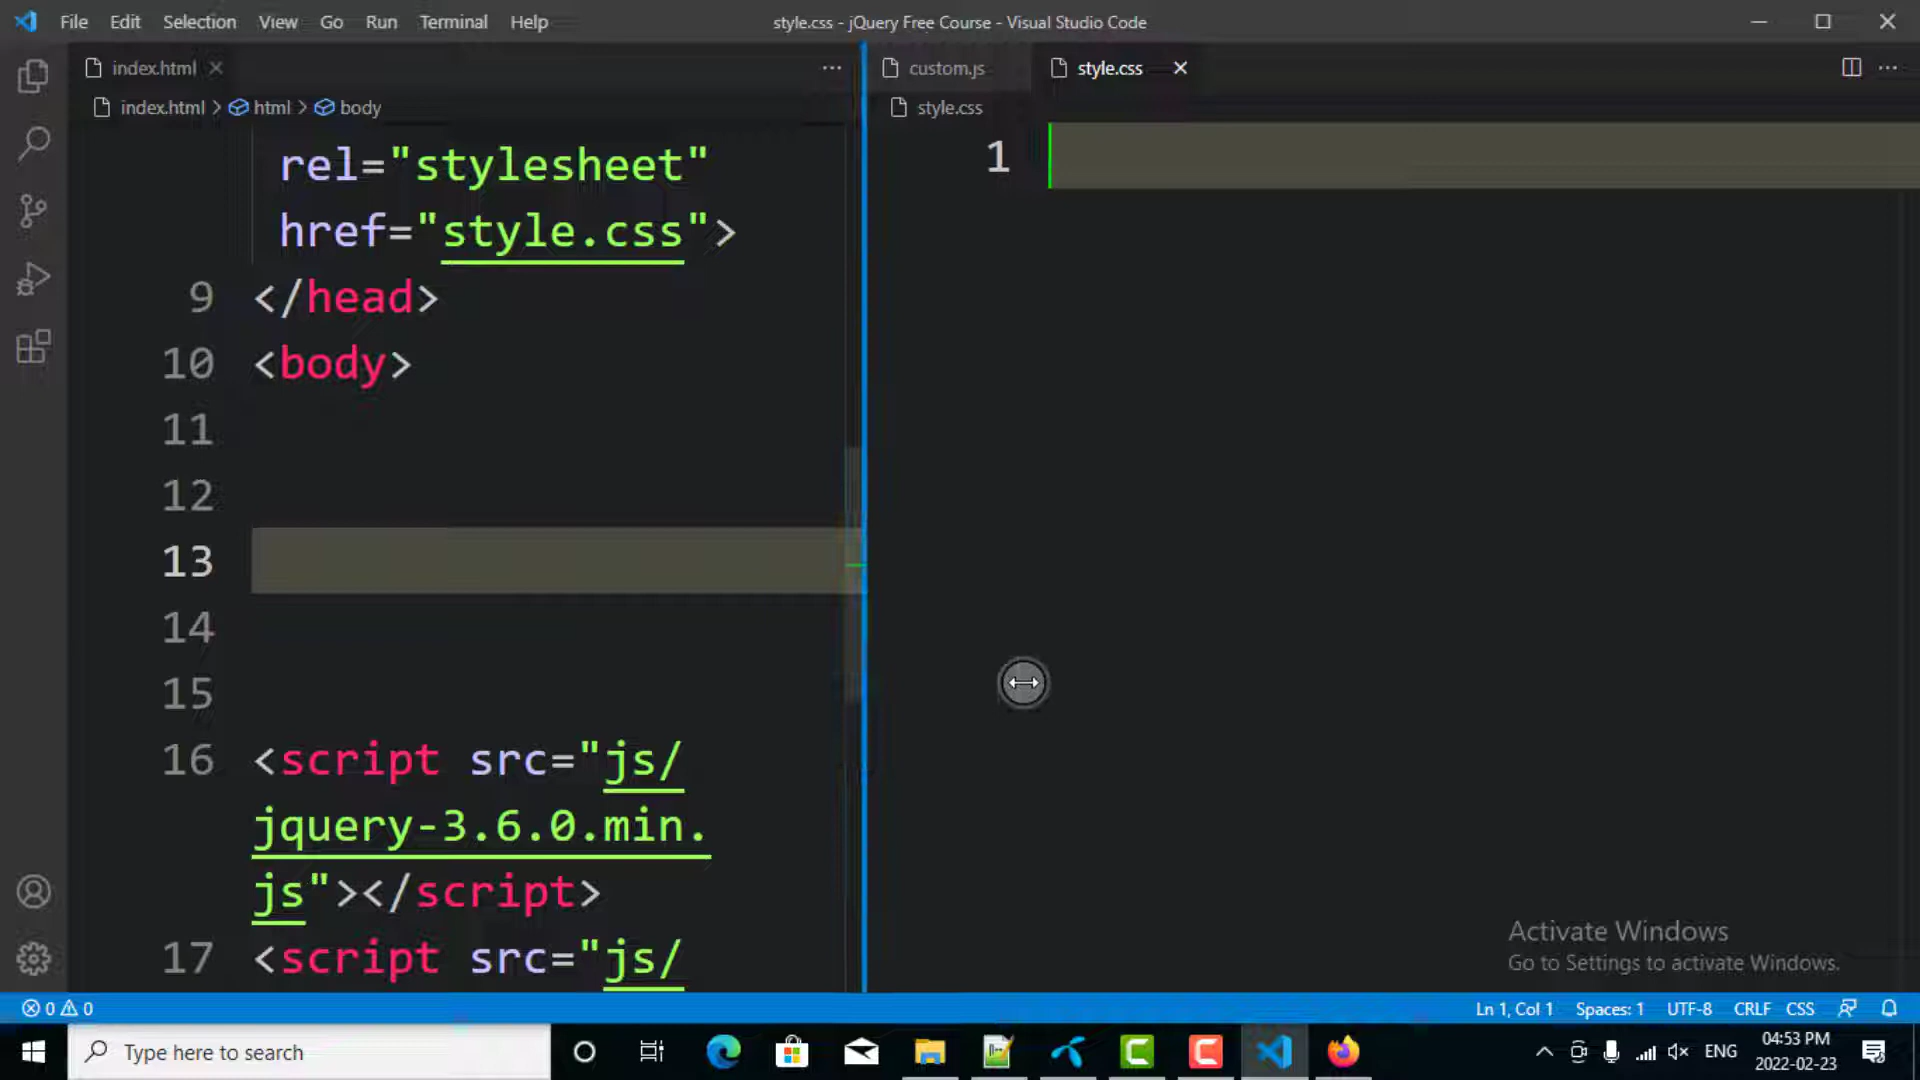 File Edit Selection View Go Run Terminal Help
style.css - jQuery Free Course - Visual Studio Code
index.html
index.html > html > body
rel="stylesheet"
href="style.css">
9 </head>
10 <body>
11
12
13
14
15
16 <script src="js/
jquery-3.6.0.min.
js"></script>
17 <script src="js/
custom.js
style.css
style.css
1
Activate Windows
Go to Settings to activate Windows.
0 0
Ln 1, Col 1 Spaces: 1 UTF-8 CRLF CSS
Type here to search
ENG
04:53 PM
2022-02-23